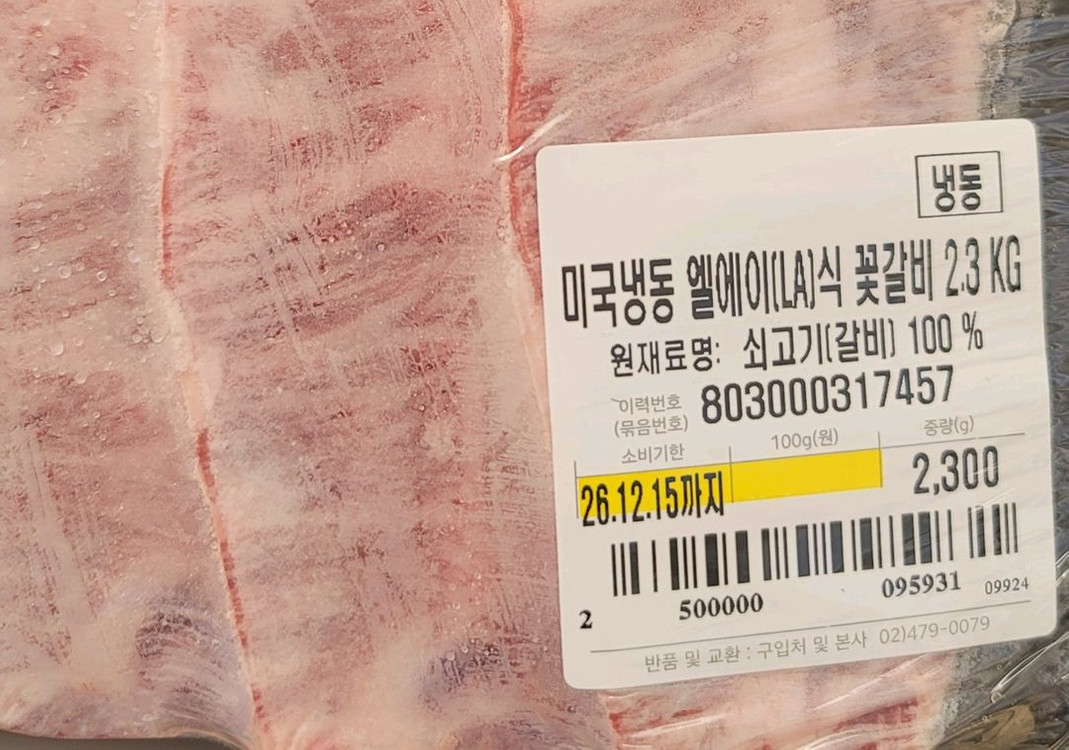 냉동
미국냉동 엘에이(LA)식 꽃갈비 2.3 KG
원재료명: 쇠고기(갈비) 100 %
이력번호
(묶음번호) 803000317457
소비기한 100g(원) 중량(g)
26.12.15까지 2,300
2 500000 095931 09924
반품 및 교환 : 구입처 및 본사 02)479-0079